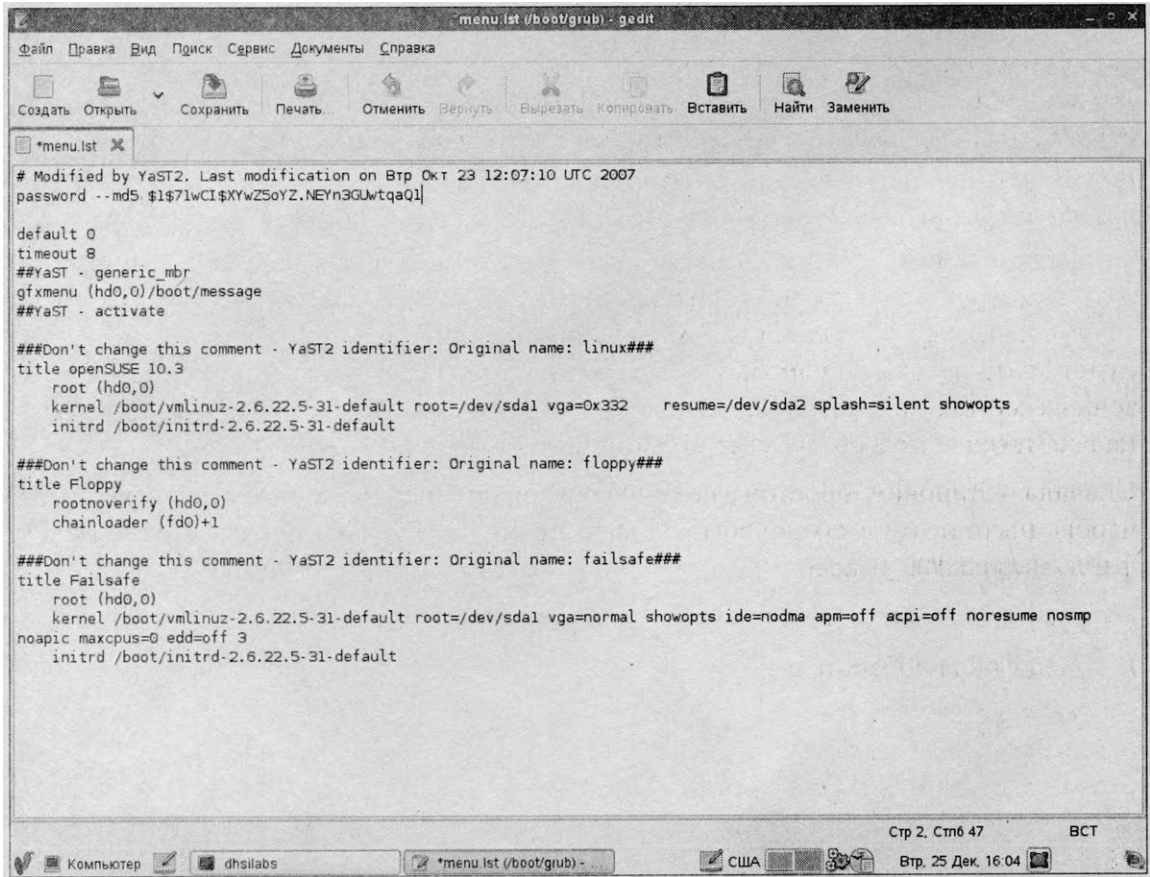 *menu.lst (/boot/grub) - gedit
Файл Правка Вид Поиск Сервис Документы Справка
Создать Открыть Сохранить Печать... Отменить Вернуть Вырезать Копировать Вставить Найти Заменить
*menu.lst
# Modified by YaST2. Last modification on Втр Окт 23 12:07:10 UTC 2007
password --md5 $1$71wCI$XYwZ5oYZ.NEYn3GUwtqaQ1
default 0
timeout 8
##YaST - generic_mbr
gfxmenu (hd0,0)/boot/message
##YaST - activate
###Don't change this comment - YaST2 identifier: Original name: linux###
title openSUSE 10.3
root (hd0,0)
kernel /boot/vmlinuz-2.6.22.5-31-default root=/dev/sda1 vga=0x332 resume=/dev/sda2 splash=silent showopts
initrd /boot/initrd-2.6.22.5-31-default
###Don't change this comment - YaST2 identifier: Original name: floppy###
title Floppy
rootnoverify (hd0,0)
chainloader (fd0)+1
###Don't change this comment - YaST2 identifier: Original name: failsafe###
title Failsafe
root (hd0,0)
kernel /boot/vmlinuz-2.6.22.5-31-default root=/dev/sda1 vga=normal showopts ide=nodma apm=off acpi=off noresume nosmp
noapic maxcpus=0 edd=off 3
initrd /boot/initrd-2.6.22.5-31-default
Стр 2, Стлб 47 ВСТ
Компьютер dhsilabs *menu.lst (/boot/grub) - ... США Втр, 25 Дек, 16:04